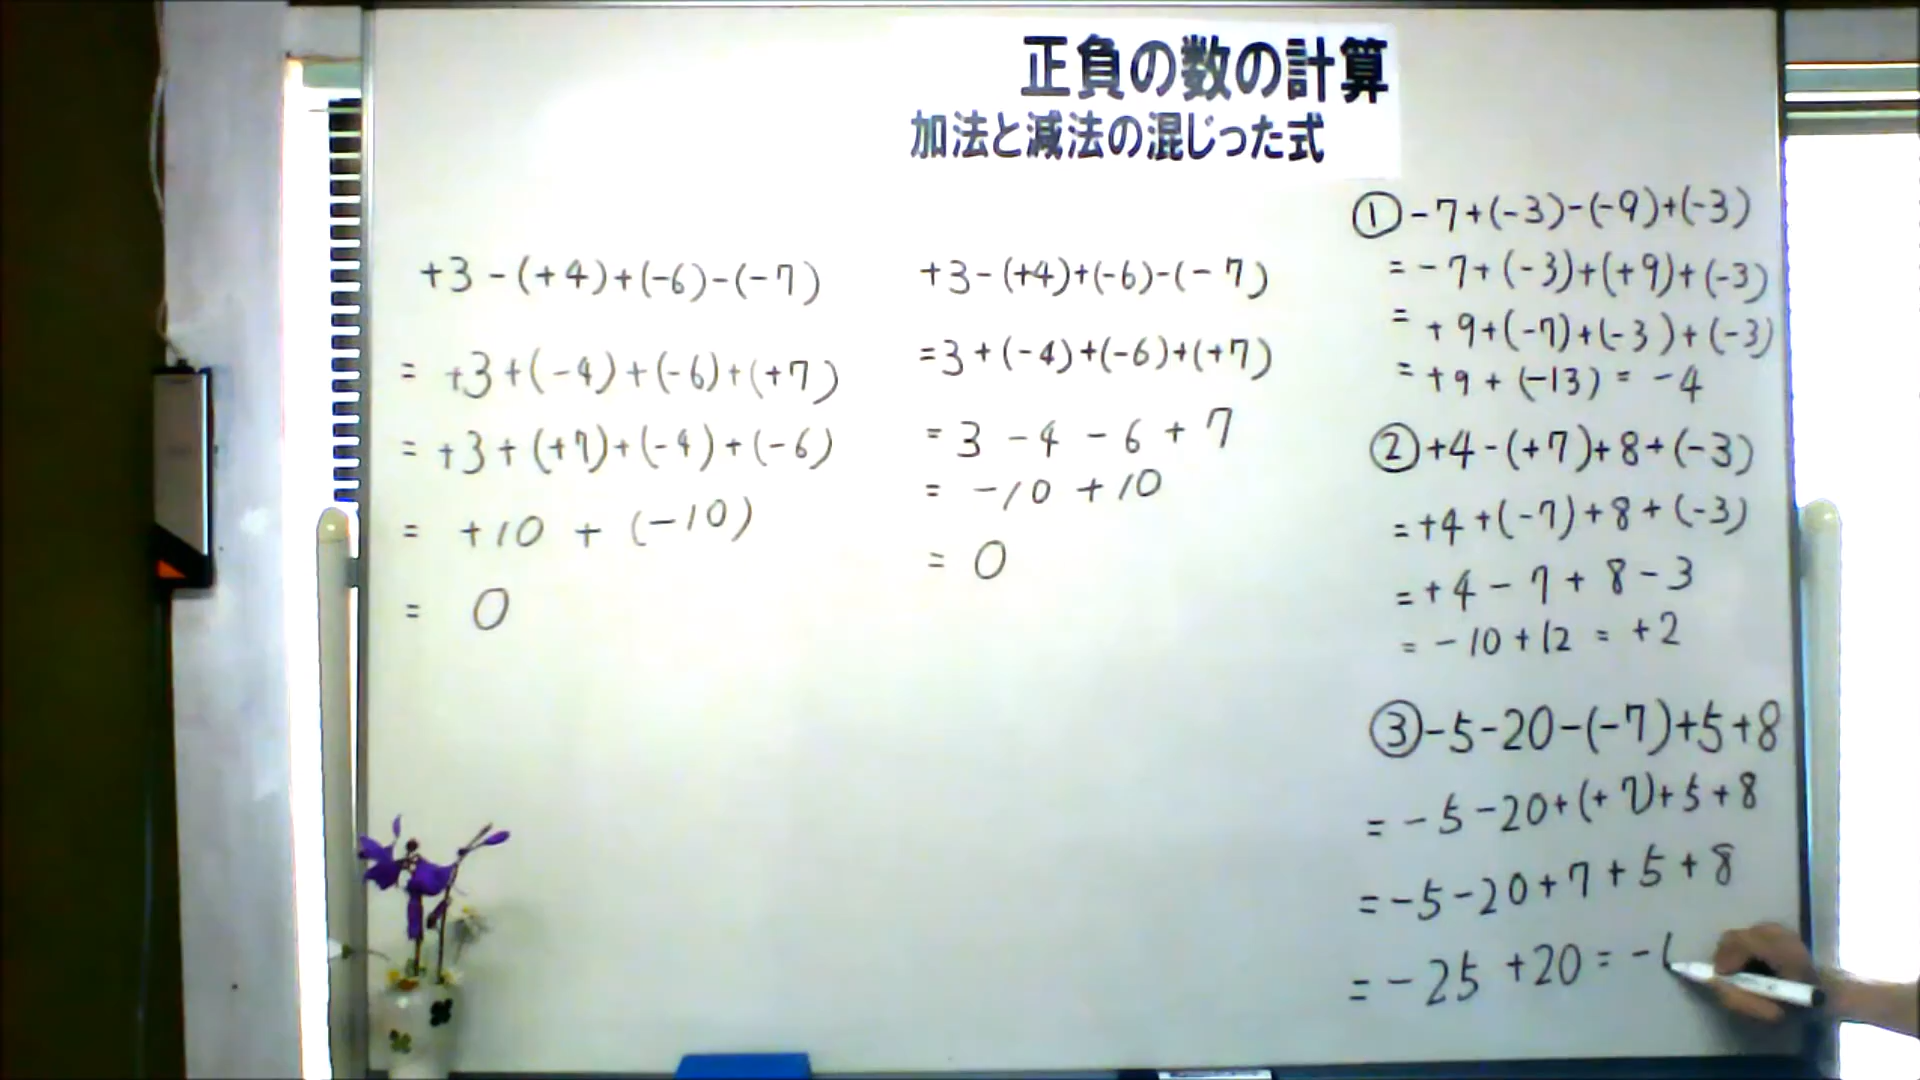 正負の数の計算
加法と減法の混じった式
+3-(+4)+(-6)-(-7)
= +3+(-4)+(-6)+(+7)
= +3+(+7)+(-4)+(-6)
= +10 + (-10)
= 0
+3-(+4)+(-6)-(-7)
=3+(-4)+(-6)+(+7)
= 3 -4 -6 +7
= -10 +10
= 0
①-7+(-3)-(-9)+(-3)
=-7+(-3)+(+9)+(-3)
= +9+(-7)+(-3)+(-3)
= +9+(-13) = -4
②+4-(+7)+8+(-3)
=+4+(-7)+8+(-3)
=+4-7+8-3
= -10+12 = +2
③-5-20-(-7)+5+8
= -5-20+(+7)+5+8
=-5-20+7+5+8
= -25 +20 = -